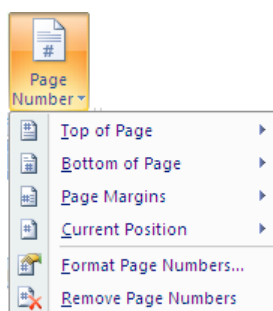 Page
Number
Top of Page
Bottom of Page
Page Margins
Current Position
Format Page Numbers...
Remove Page Numbers